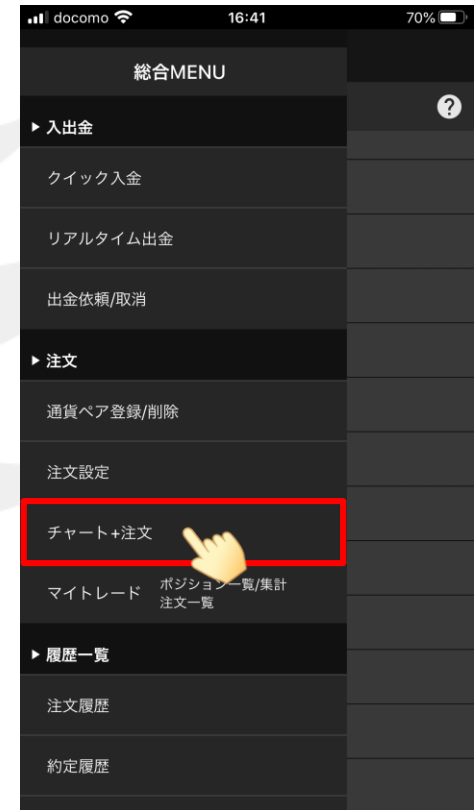 docomo 16:41 70%
総合MENU
?
▶ 入出金
クイック入金
リアルタイム出金
出金依頼/取消
▶ 注文
通貨ペア登録/削除
注文設定
チャート+注文
マイトレード ポジション一覧/集計
注文一覧
▶ 履歴一覧
注文履歴
約定履歴